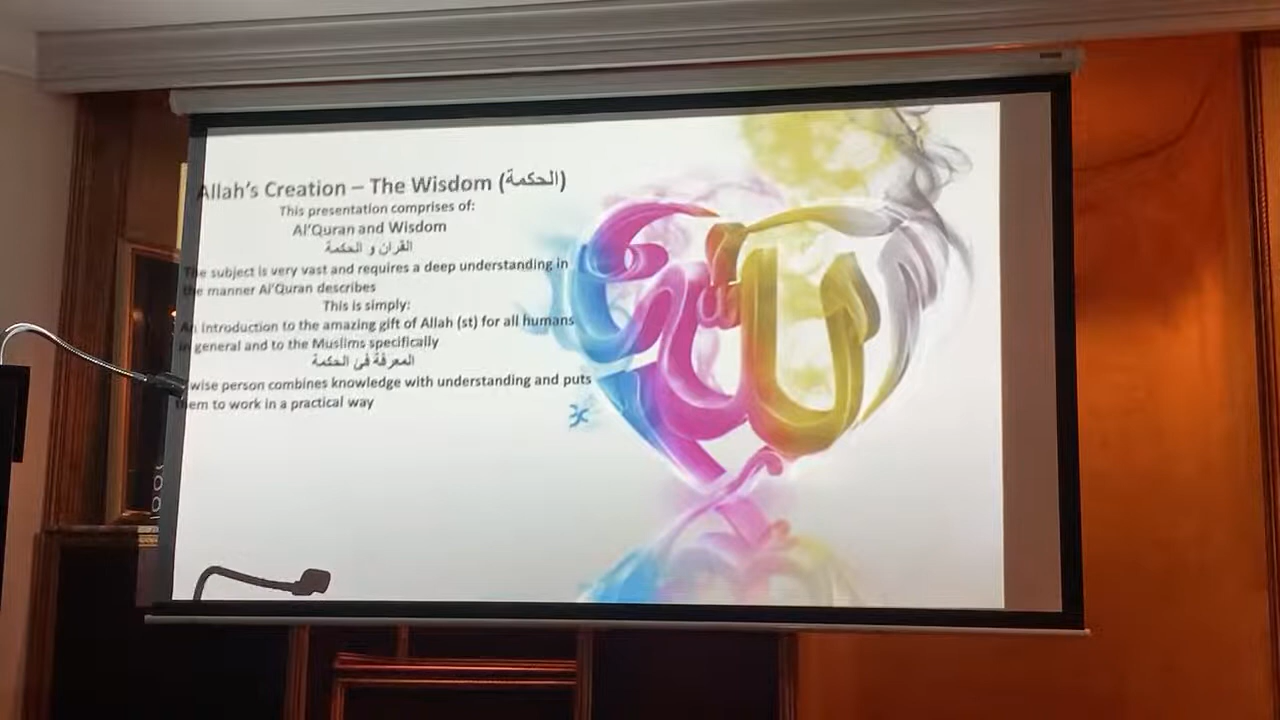 Allah's Creation – The Wisdom (الحكمة)
This presentation comprises of:
Al'Quran and Wisdom
القران و الحكمة
The subject is very vast and requires a deep understanding in
the manner Al'Quran describes
This is simply:
An introduction to the amazing gift of Allah (st) for all humans
in general and to the Muslims specifically
المعرفة في الحكمة
wise person combines knowledge with understanding and puts
them to work in a practical way
الله